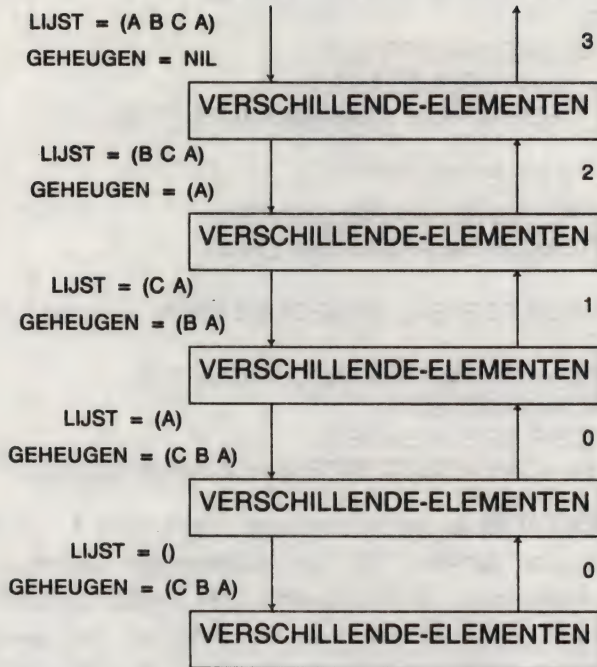 LIJST = (A B C A)
GEHEUGEN = NIL
3
VERSCHILLENDE-ELEMENTEN
LIJST = (B C A)
GEHEUGEN = (A)
2
VERSCHILLENDE-ELEMENTEN
LIJST = (C A)
GEHEUGEN = (B A)
1
VERSCHILLENDE-ELEMENTEN
LIJST = (A)
GEHEUGEN = (C B A)
0
VERSCHILLENDE-ELEMENTEN
LIJST = ()
GEHEUGEN = (C B A)
0
VERSCHILLENDE-ELEMENTEN